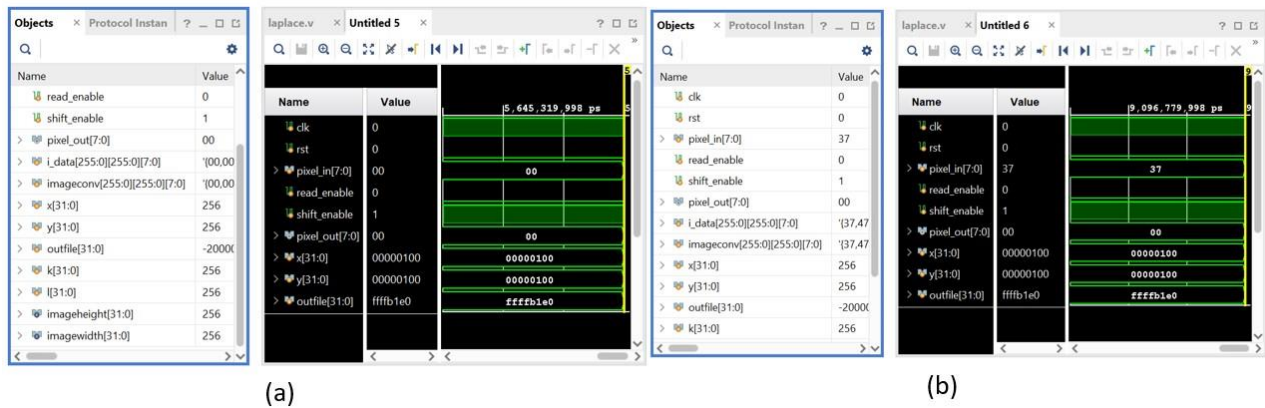 Objects × Protocol Instan ? _
Name Value
read_enable 0
shift_enable 1
pixel_out[7:0] 00
i_data[255:0][255:0][7:0] '(00,00
imageconv[255:0][255:0][7:0] '(00,00
x[31:0] 256
y[31:0] 256
outfile[31:0] -20000
k[31:0] 256
l[31:0] 256
imageheight[31:0] 256
imagewidth[31:0] 256
laplace.v × Untitled 5 × ?
Name Value 5,645,319,998 ps
clk 0
rst 0
pixel_in[7:0] 00 00
read_enable 0
shift_enable 1
pixel_out[7:0] 00 00
x[31:0] 00000100 00000100
y[31:0] 00000100 00000100
outfile[31:0] ffffb1e0 ffffb1e0
(a)
Objects × Protocol Instan ? _
Name Value
clk 0
rst 0
pixel_in[7:0] 37
read_enable 0
shift_enable 1
pixel_out[7:0] 00
i_data[255:0][255:0][7:0] '(37,47
imageconv[255:0][255:0][7:0] '(37,47
x[31:0] 256
y[31:0] 256
outfile[31:0] -20000
k[31:0] 256
laplace.v × Untitled 6 × ?
Name Value 9,096,779,998 ps
clk 0
rst 0
pixel_in[7:0] 37 37
read_enable 0
shift_enable 1
pixel_out[7:0] 00 00
x[31:0] 00000100 00000100
y[31:0] 00000100 00000100
outfile[31:0] ffffb1e0 ffffb1e0
(b)